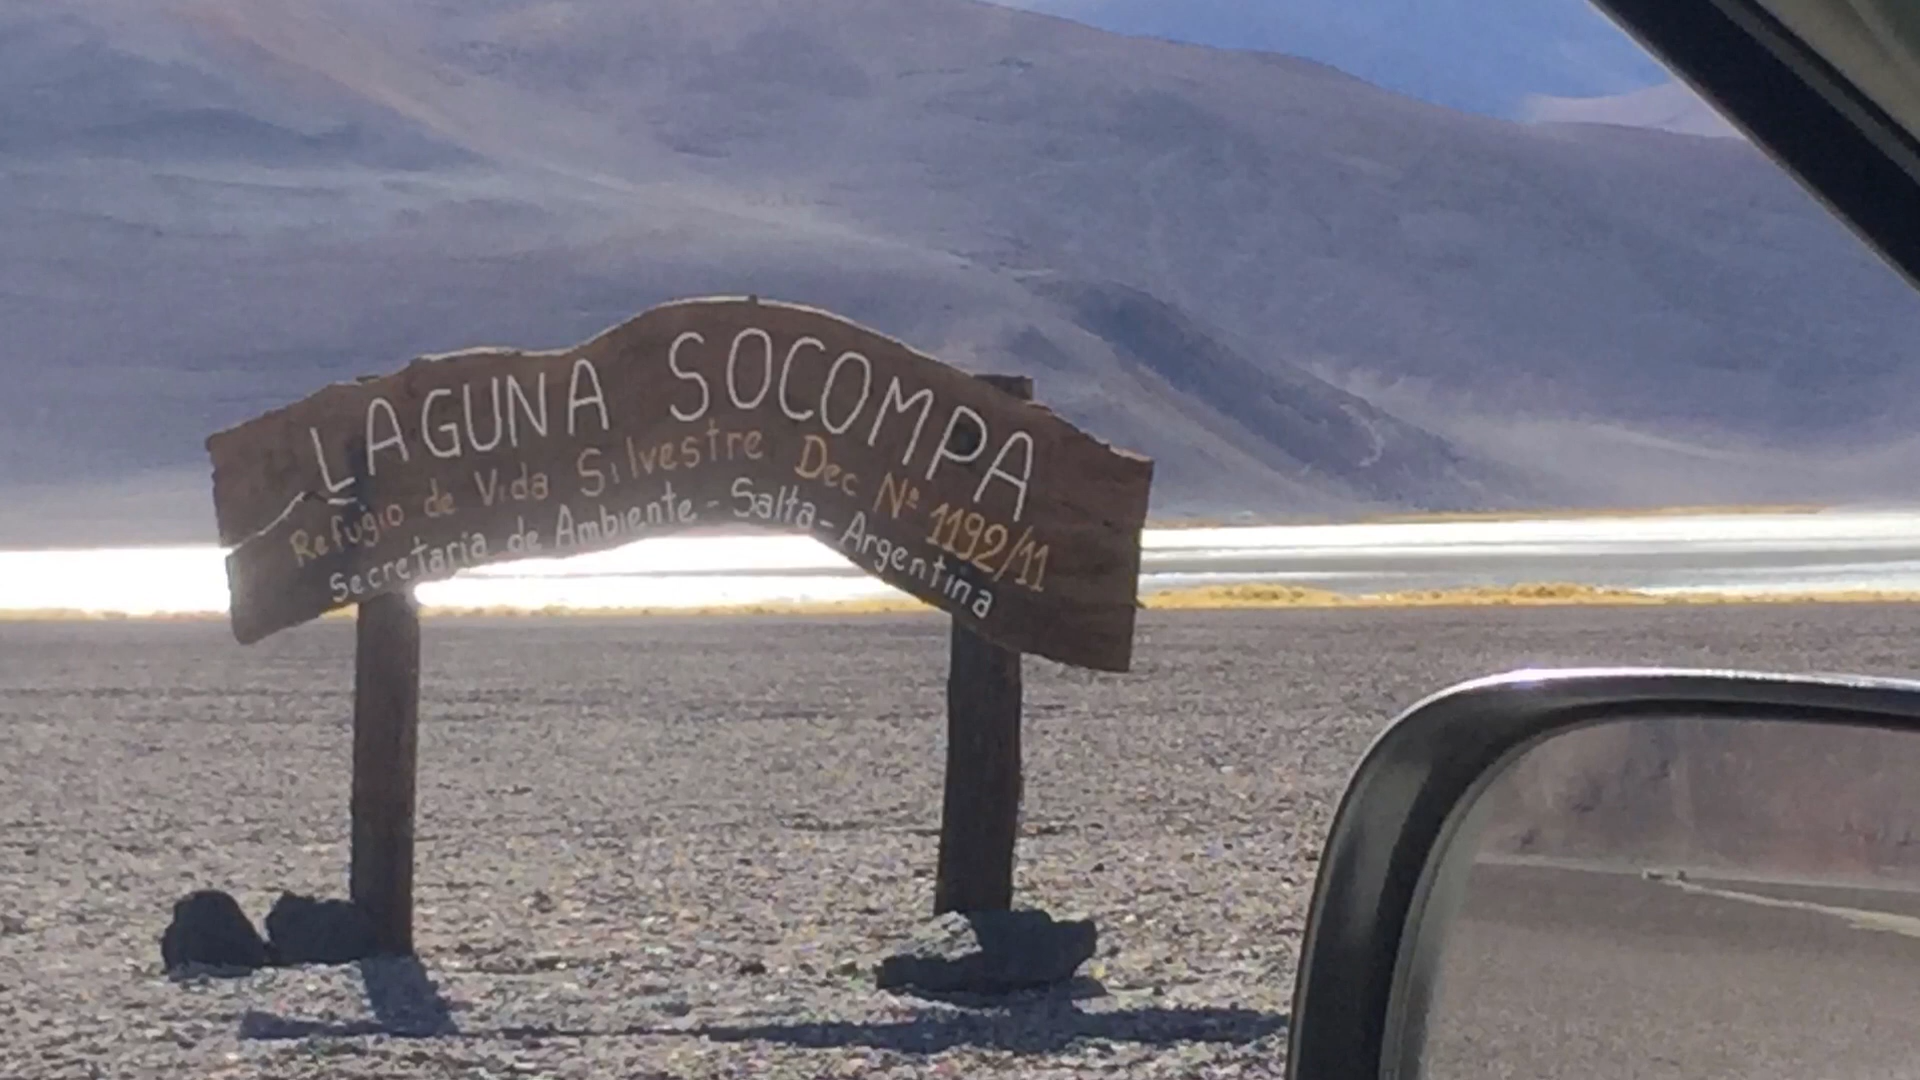 LAGUNA SOCOMPA
Refugio de Vida Silvestre Dec Nº 1192/11
Secretaria de Ambiente - Salta - Argentina